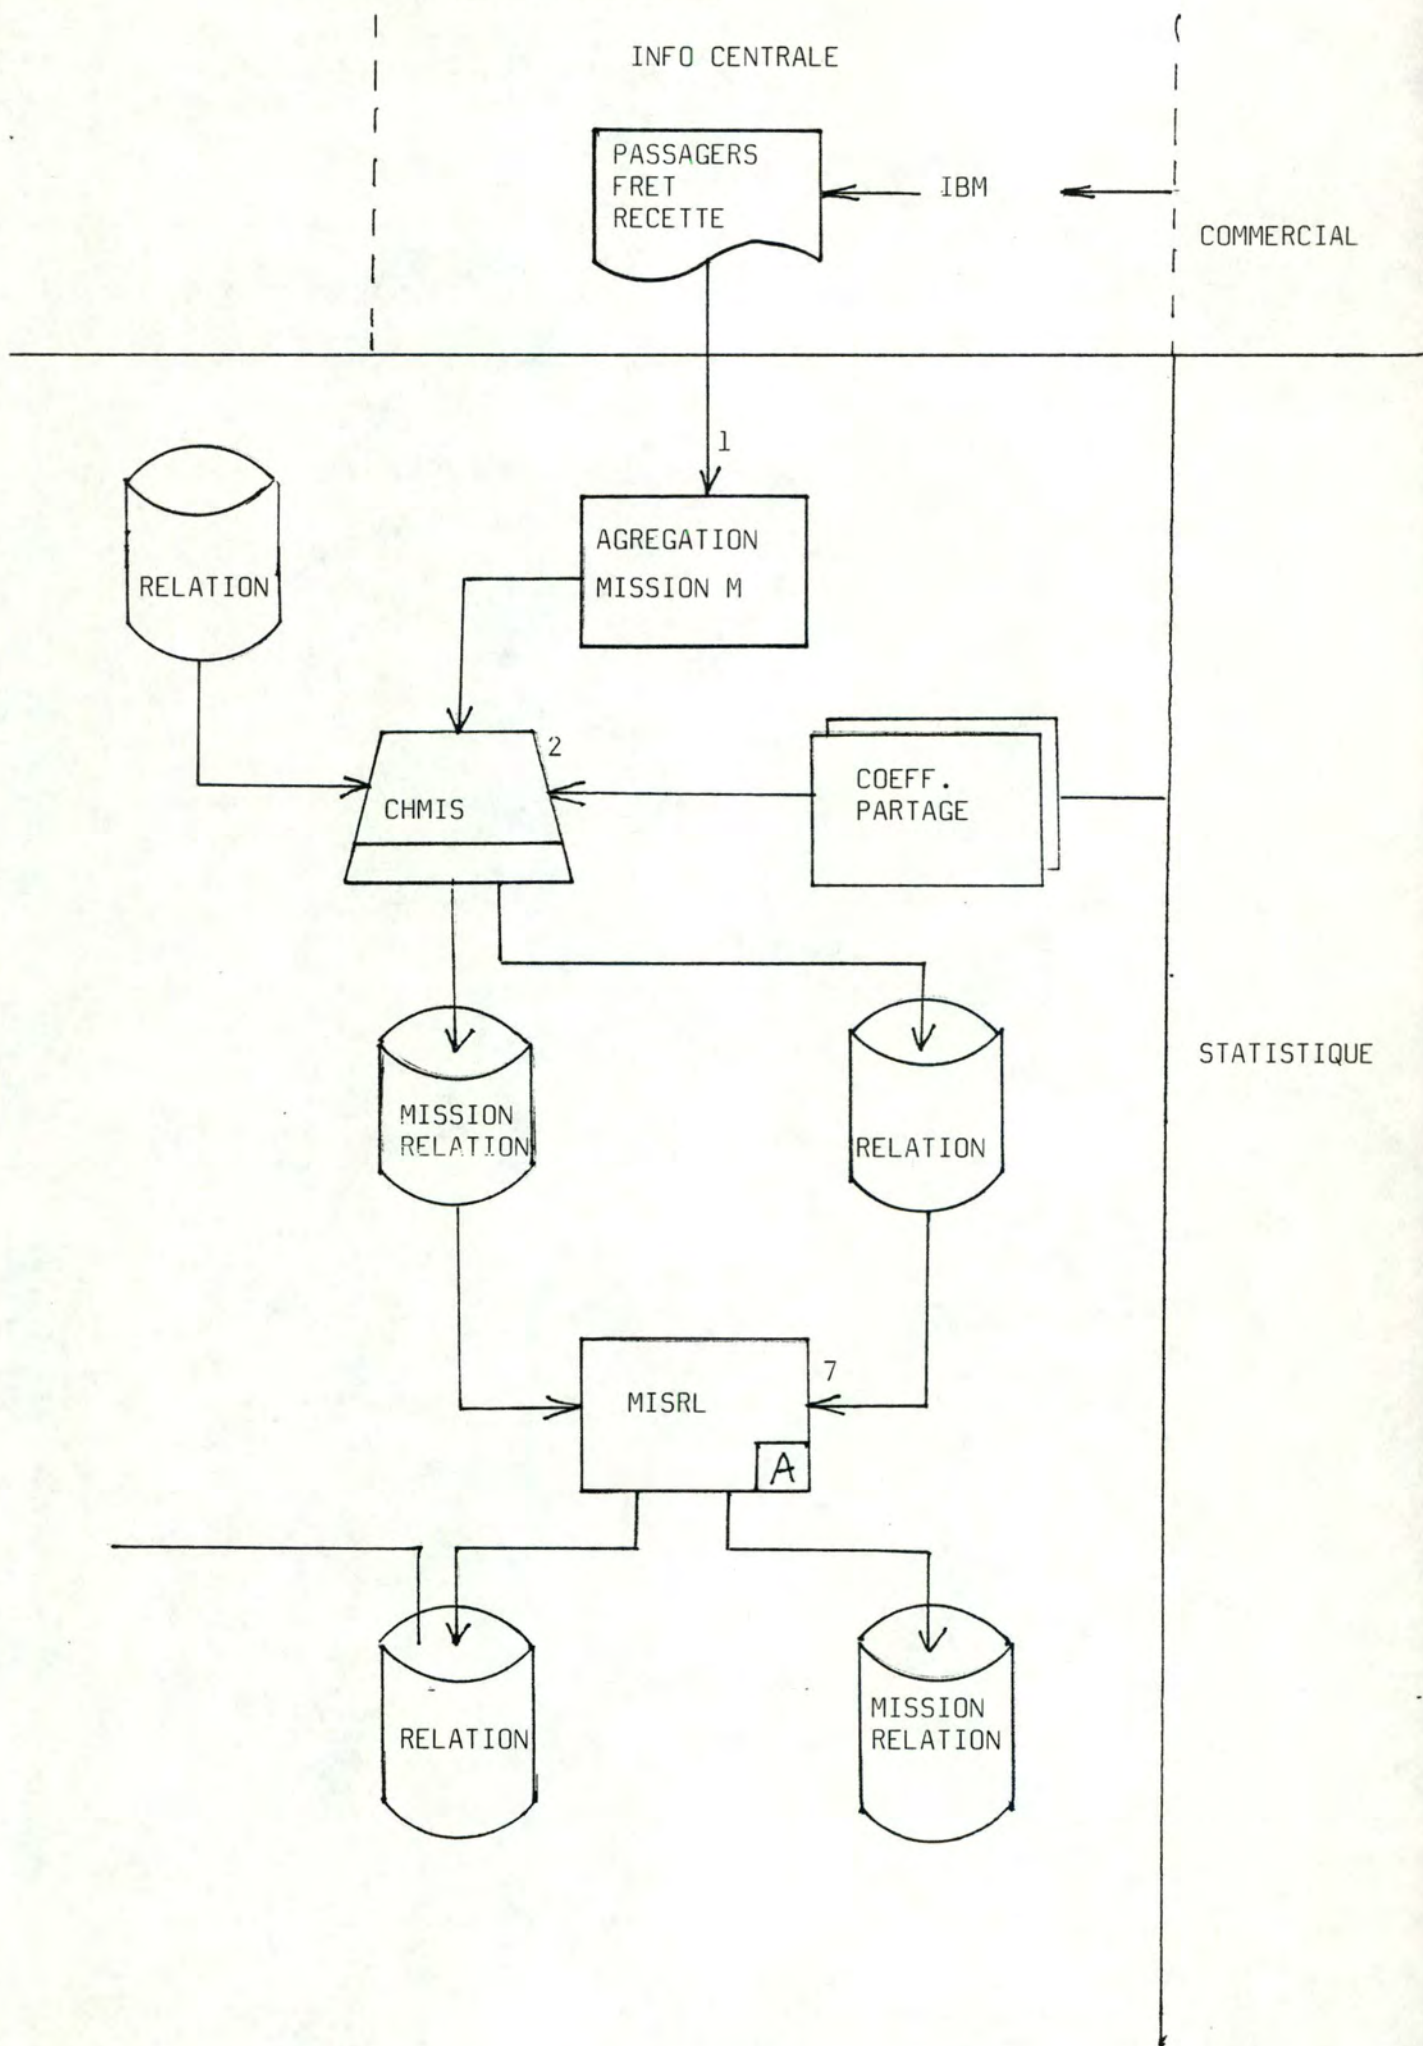 INFO CENTRALE
PASSAGERS
FRET
RECETTE
IBM
COMMERCIAL
1
AGREGATION
MISSION M
RELATION
2
CHMIS
COEFF.
PARTAGE
STATISTIQUE
MISSION
RELATION
RELATION
7
MISRL
A
RELATION
MISSION
RELATION